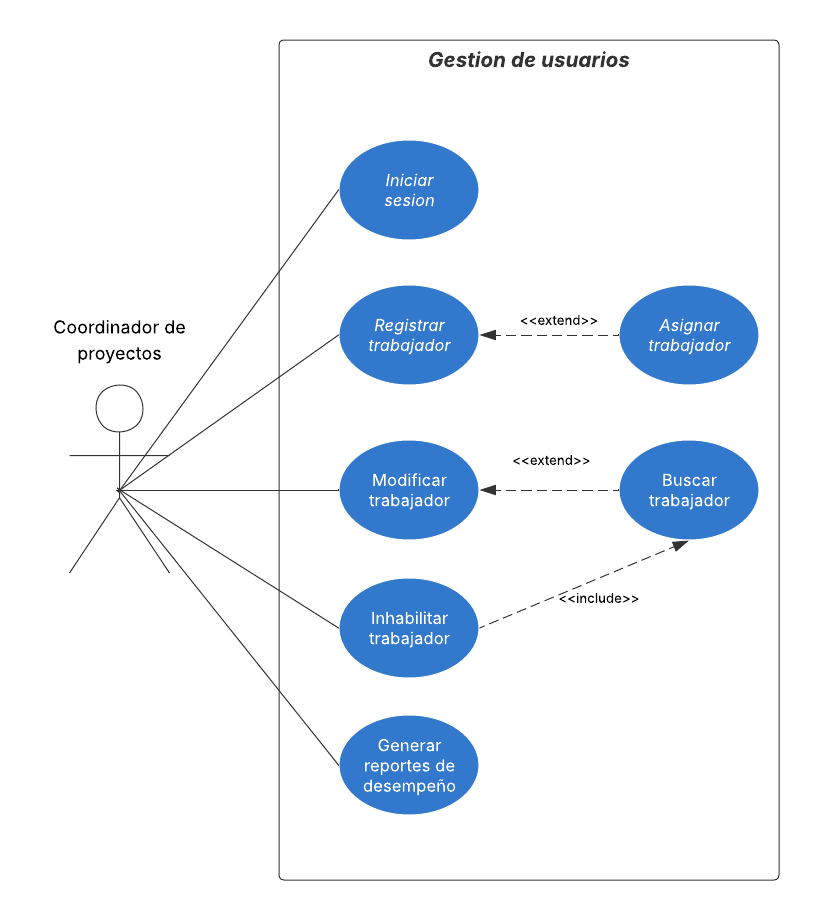 Gestion de usuarios
Iniciar
sesion
Coordinador de
proyectos
Registrar
trabajador
<<extend>>
Asignar
trabajador
Modificar
trabajador
<<extend>>
Buscar
trabajador
Inhabilitar
trabajador
<<include>>
Generar
reportes de
desempeño